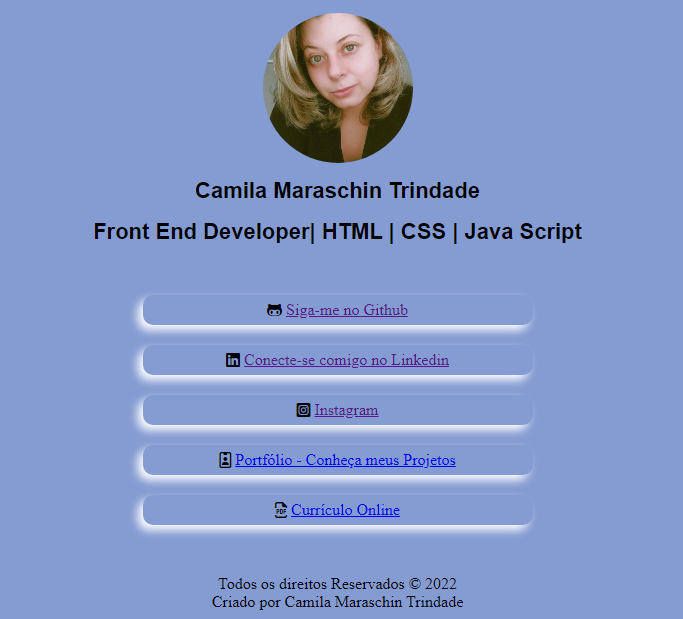 Camila Maraschin Trindade
Front End Developer| HTML | CSS | Java Script
Siga-me no Github
Conecte-se comigo no Linkedin
Instagram
Portfólio - Conheça meus Projetos
Currículo Online
Todos os direitos Reservados © 2022
Criado por Camila Maraschin Trindade